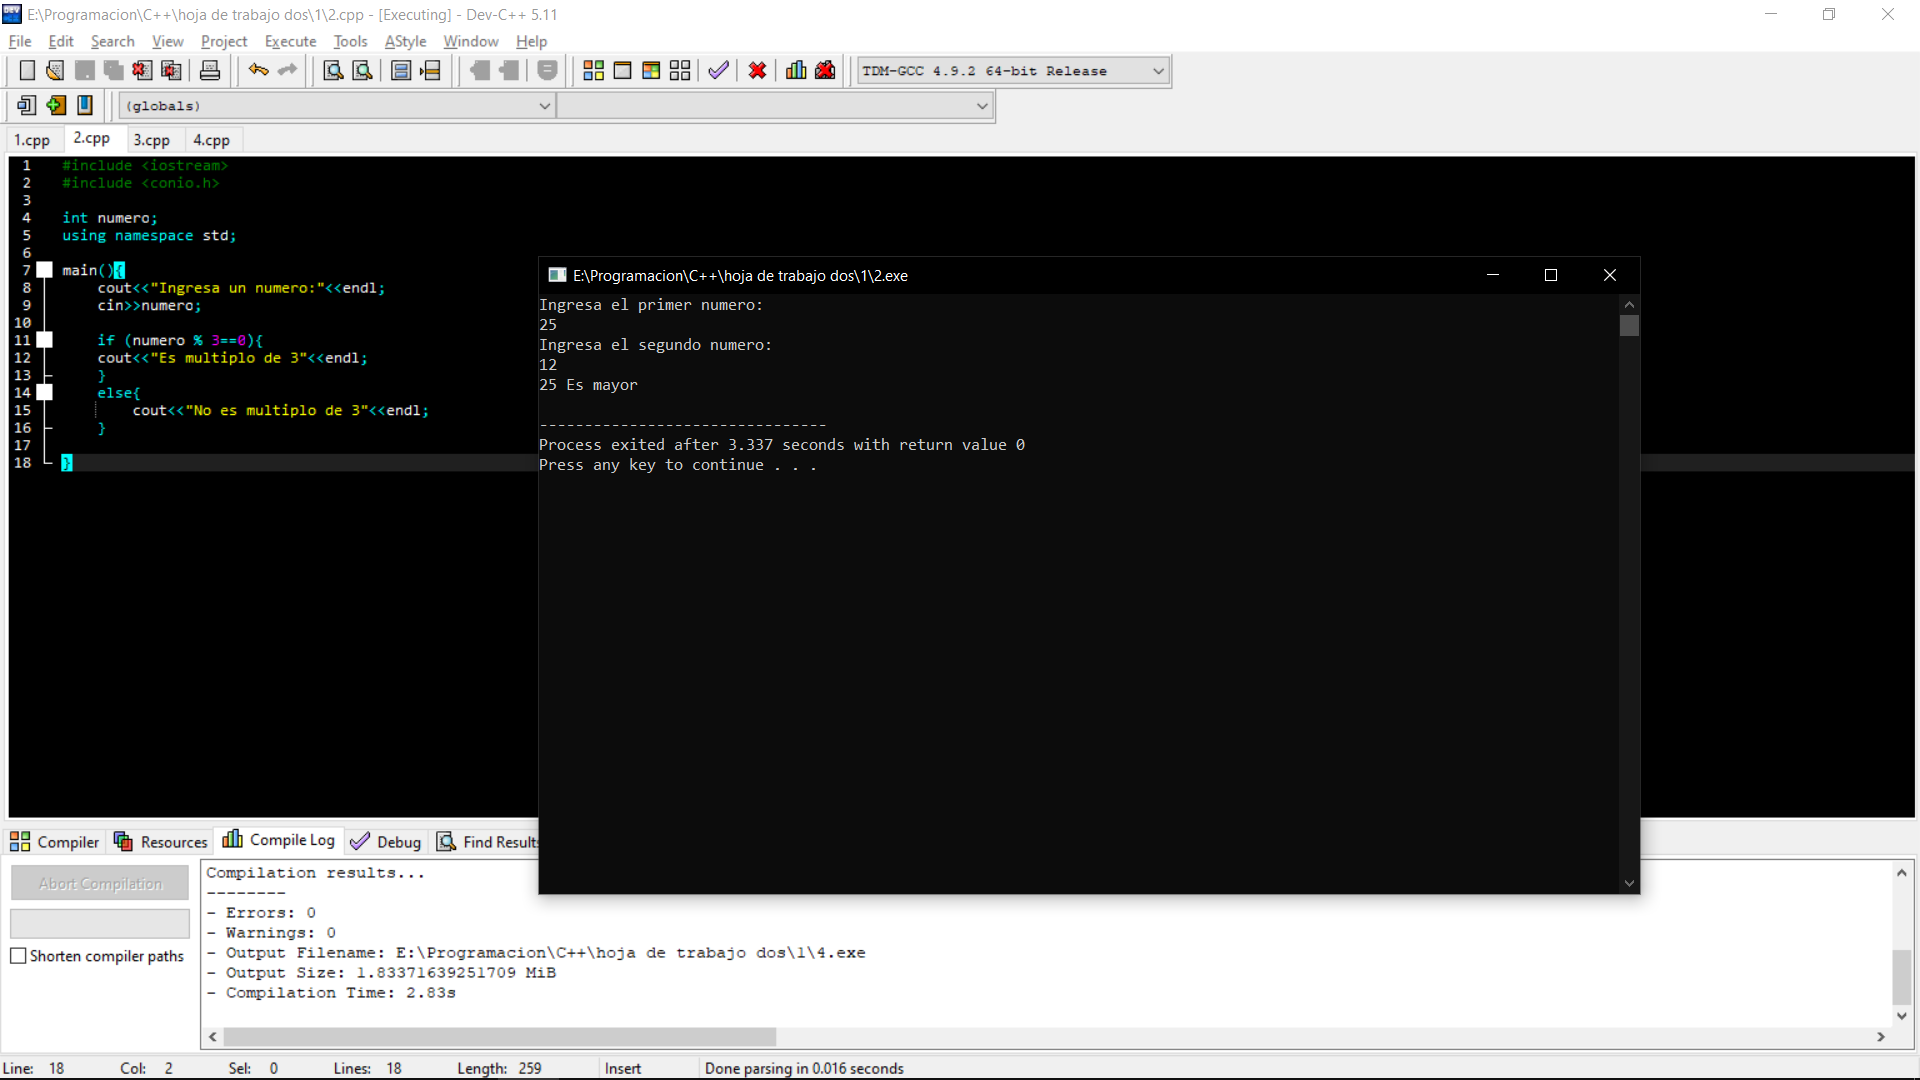 E:\Programacion\C++\hoja de trabajo dos\1\2.cpp - [Executing] - Dev-C++ 5.11
File Edit Search View Project Execute Tools AStyle Window Help
TDM-GCC 4.9.2 64-bit Release
(globals)
1.cpp 2.cpp 3.cpp 4.cpp
1 #include <iostream>
2 #include <conio.h>
3
4 int numero;
5 using namespace std;
6
7 main(){
8 cout<<"Ingresa un numero:"<<endl;
9 cin>>numero;
10
11 if (numero % 3==0){
12 cout<<"Es multiplo de 3"<<endl;
13 }
14 else{
15 cout<<"No es multiplo de 3"<<endl;
16 }
17
18 }
E:\Programacion\C++\hoja de trabajo dos\1\2.exe
Ingresa el primer numero:
25
Ingresa el segundo numero:
12
25 Es mayor
--------------------------------
Process exited after 3.337 seconds with return value 0
Press any key to continue . . .
Compiler Resources Compile Log Debug Find Results
Abort Compilation
Shorten compiler paths
Compilation results...
--------
- Errors: 0
- Warnings: 0
- Output Filename: E:\Programacion\C++\hoja de trabajo dos\1\4.exe
- Output Size: 1.83371639251709 MiB
- Compilation Time: 2.83s
Line: 18 Col: 2 Sel: 0 Lines: 18 Length: 259 Insert Done parsing in 0.016 seconds